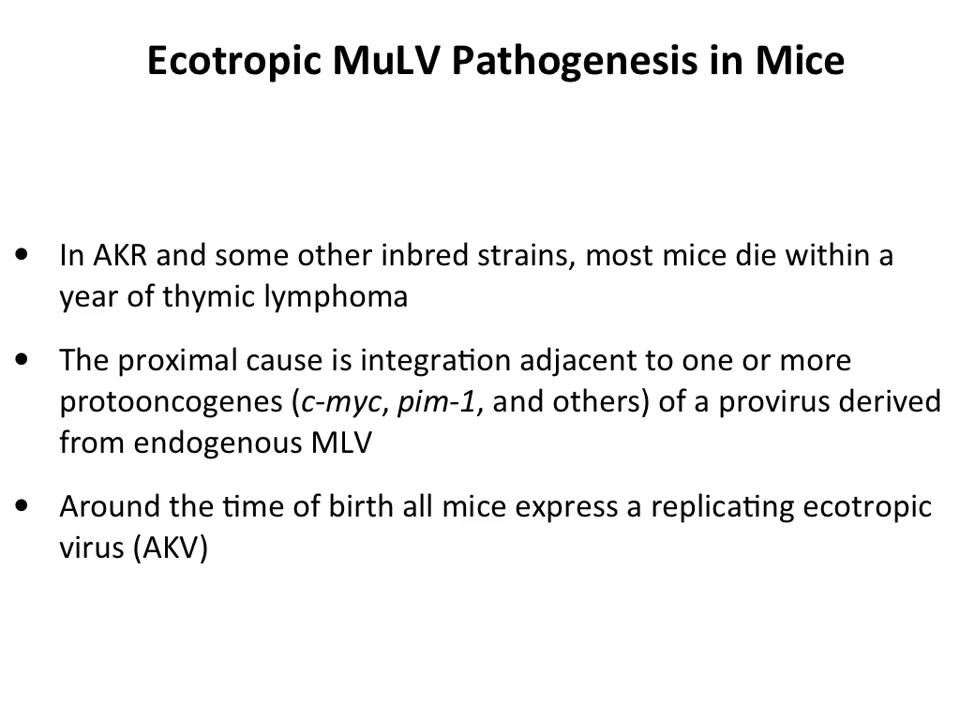 Ecotropic MuLV Pathogenesis in Mice
• In AKR and some other inbred strains, most mice die within a
year of thymic lymphoma
• The proximal cause is integration adjacent to one or more
protooncogenes (c-myc, pim-1, and others) of a provirus derived
from endogenous MLV
• Around the time of birth all mice express a replicating ecotropic
virus (AKV)